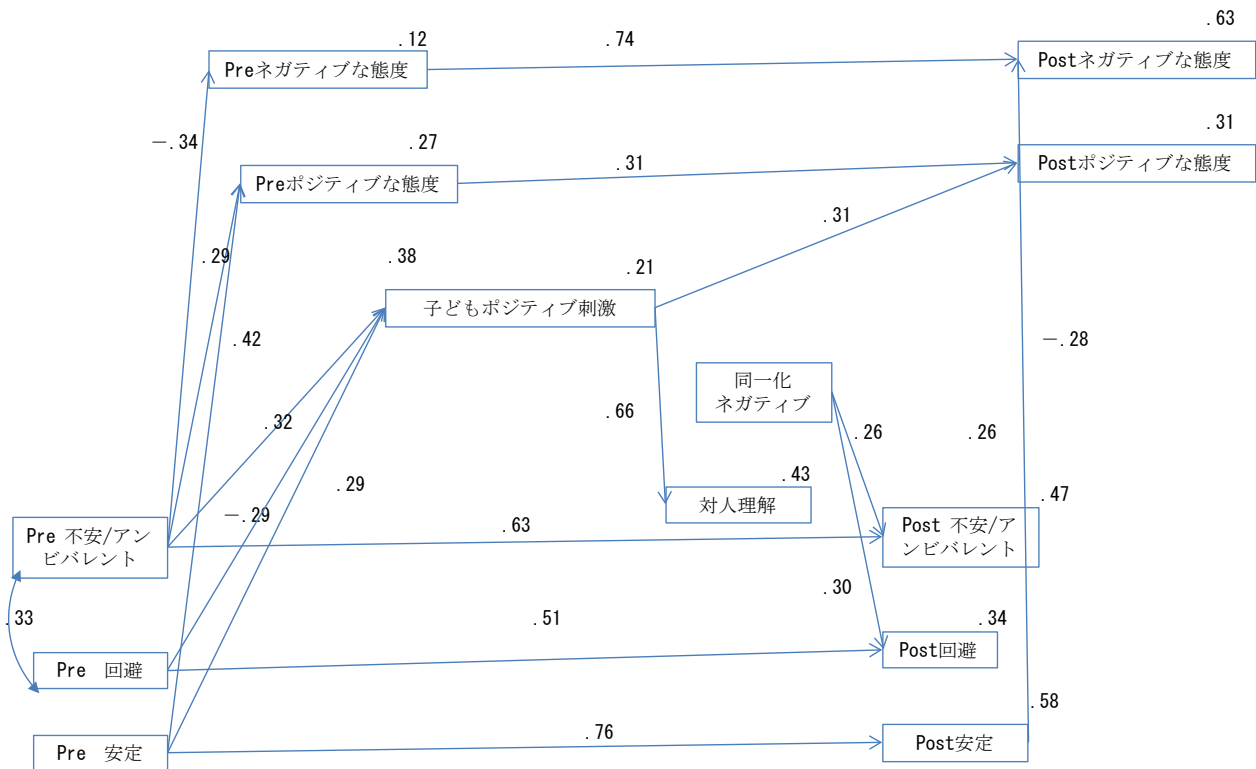 .63
.12
.74
Preネガティブな態度
Postネガティブな態度
.31
－.34
.27
.31
Preポジティブな態度
Postポジティブな態度
.31
.29
.38
.21
子どもポジティブ刺激
.42
－.28
同一化
ネガティブ
.32
.66
.26
.26
.29
.43
対人理解
－.29
.63
.47
Pre 不安/アン
ビバレント
Post 不安/ア
ンビバレント
.33
.51
.30
.34
Pre　回避
Post回避
.58
.76
Pre　安定
Post安定